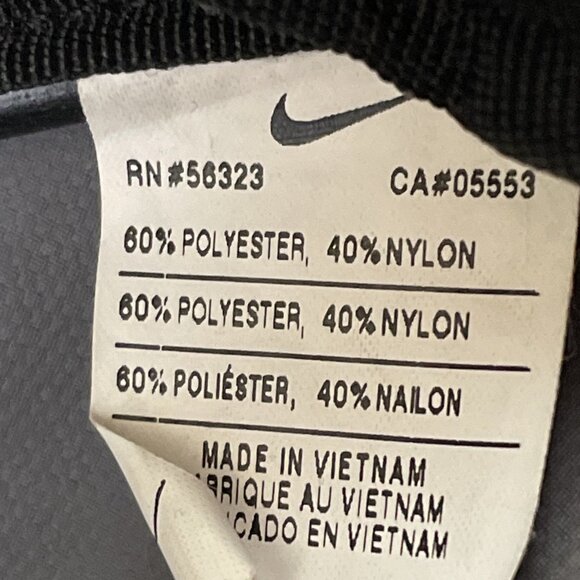 RN #56323 CA#05553
60% POLYESTER, 40% NYLON
60% POLYESTER, 40% NYLON
60% POLIÉSTER, 40% NAILON
MADE IN VIETNAM
AU VIETNAM
EN VIETNAM